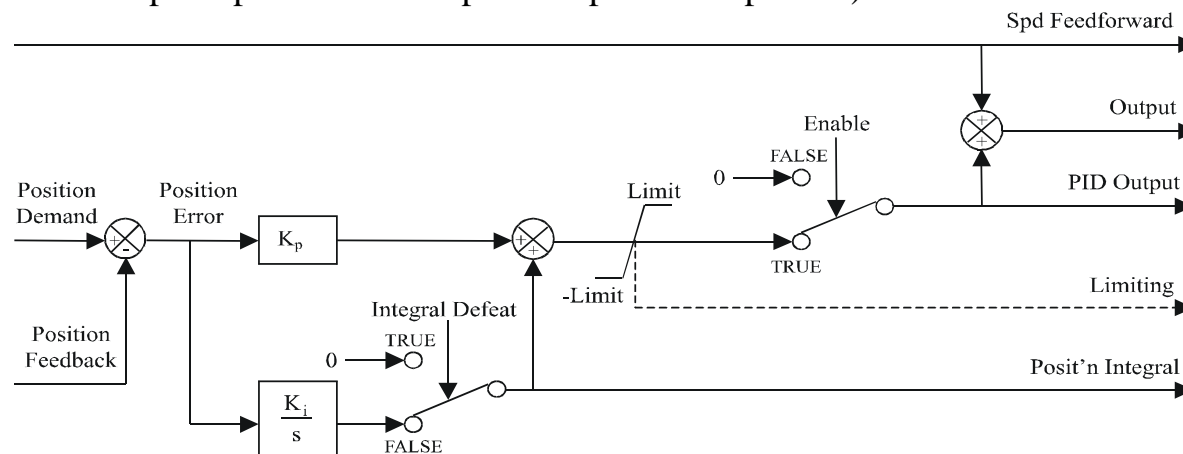 Spd Feedforward
Output
Enable
FALSE
0
PID Output
Position
Demand
Position
Error
Limit
+
-
Kp
+
+
+
+
TRUE
-Limit
Limiting
Integral Defeat
TRUE
0
Position
Feedback
Posit'n Integral
Ki
s
FALSE